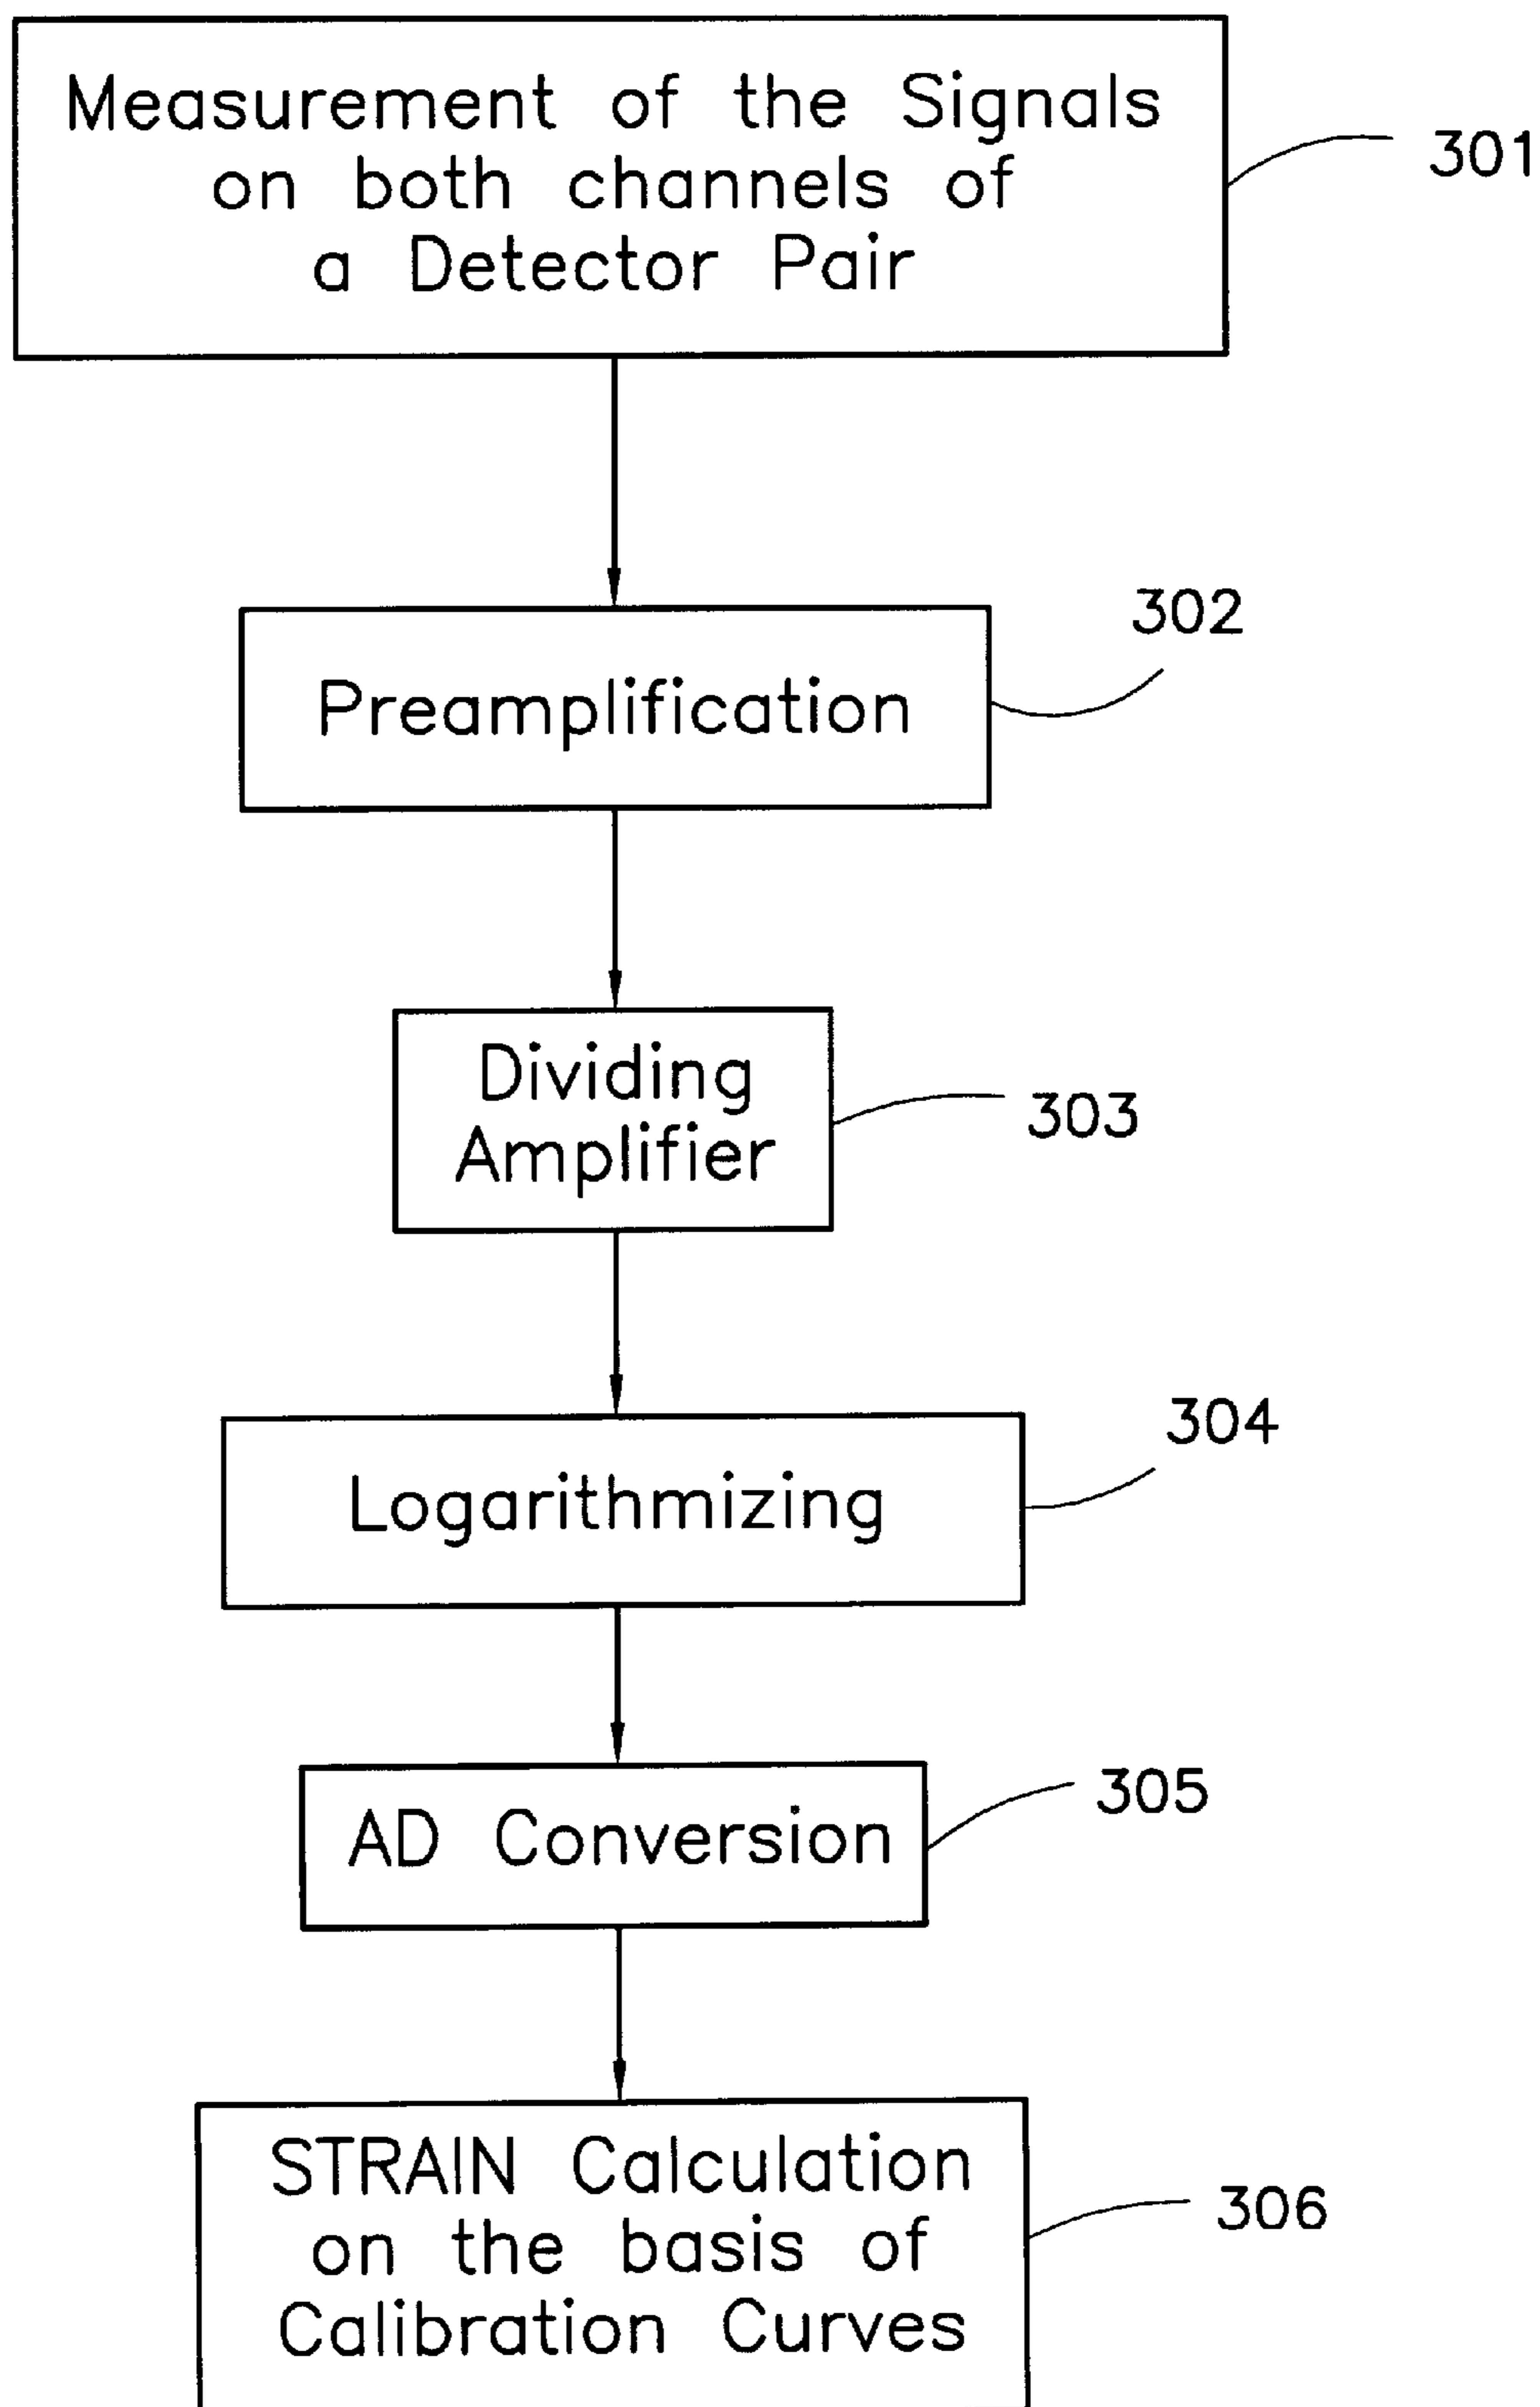 Measurement of the Signals
on both channels of
a Detector Pair
301
302
Preamplification
Dividing
Amplifier
303
304
Logarithmizing
AD Conversion
305
STRAIN Calculation
on the basis of
Calibration Curves
306